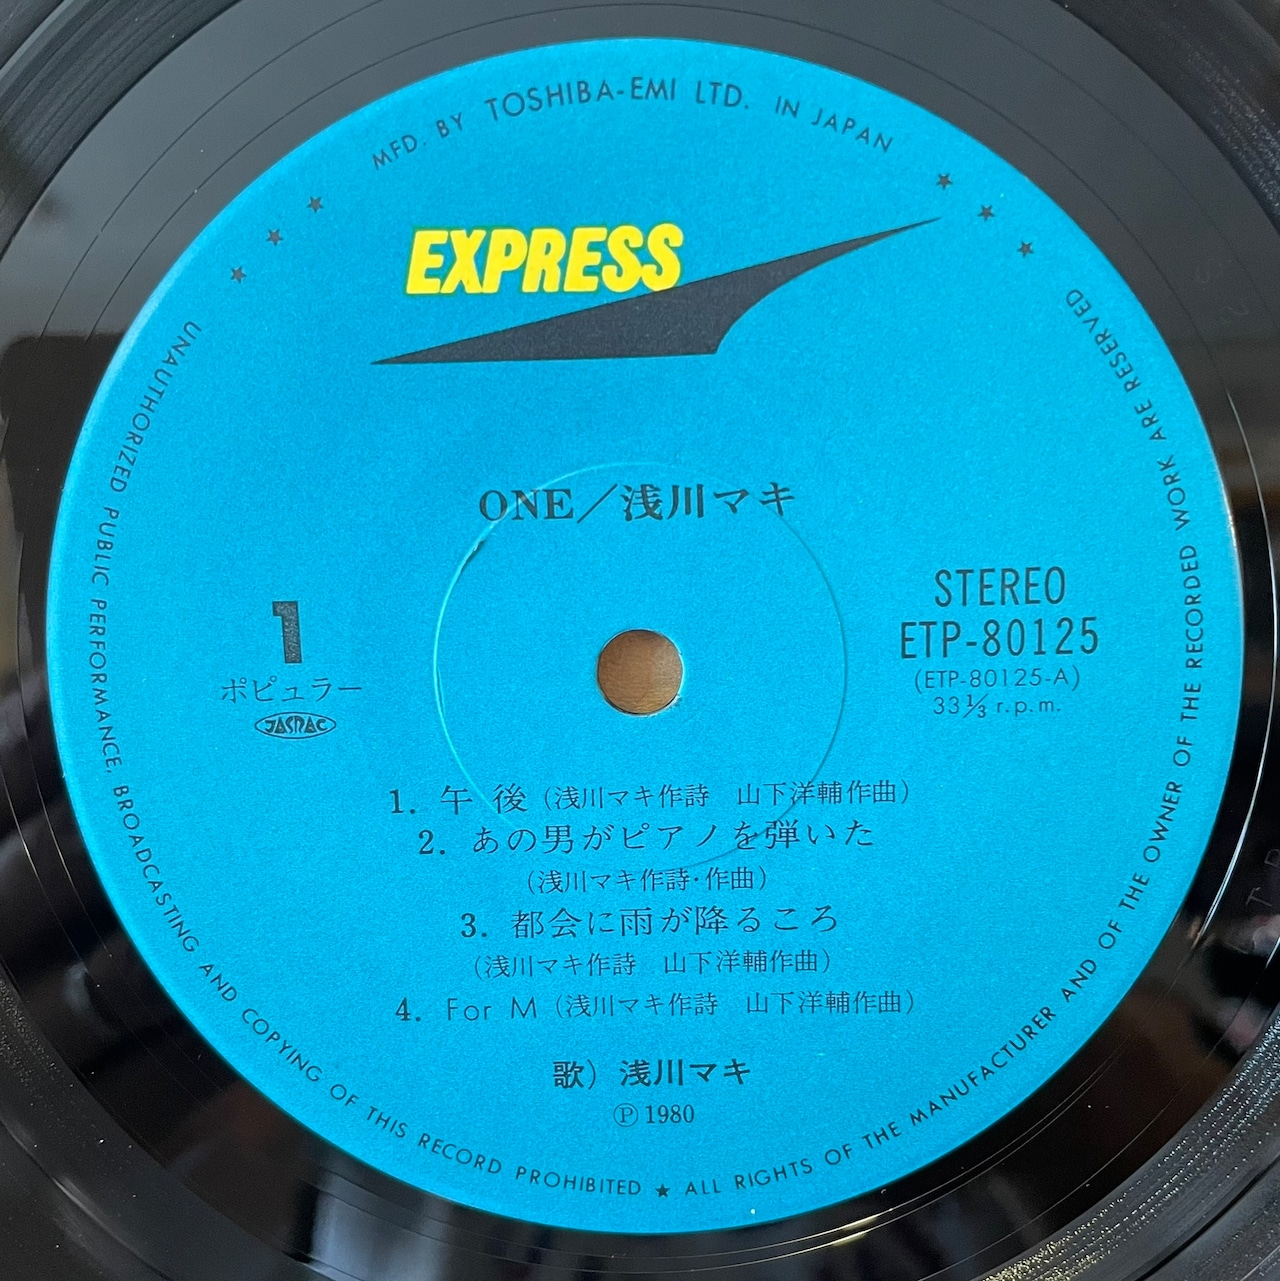 MFD. BY TOSHIBA-EMI LTD. IN JAPAN
EXPRESS
ONE／浅川マキ
1
ポピュラー
JASRAC
STEREO
ETP-80125
(ETP-80125-A)
33⅓ r.p.m.
1. 午 後（浅川マキ作詩　山下洋輔作曲）
2. あの男がピアノを弾いた
（浅川マキ作詩・作曲）
3. 都会に雨が降るころ
（浅川マキ作詩　山下洋輔作曲）
4. For M（浅川マキ作詩　山下洋輔作曲）
歌）浅川マキ
Ⓟ 1980
UNAUTHORIZED PUBLIC PERFORMANCE, BROADCASTING AND COPYING OF THIS RECORD PROHIBITED ★ ALL RIGHTS OF THE MANUFACTURER AND OF THE OWNER OF THE RECORDED WORK ARE RESERVED